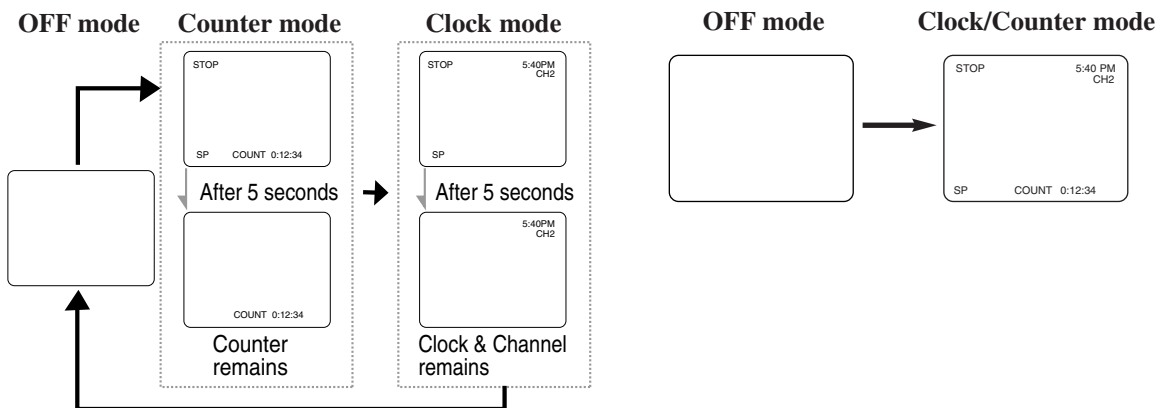 OFF mode
Counter mode
Clock mode
STOP
SP COUNT 0:12:34
After 5 seconds
COUNT 0:12:34
Counter
remains
STOP 5:40PM
CH2
SP
After 5 seconds
5:40PM
CH2
Clock & Channel
remains
OFF mode
Clock/Counter mode
STOP 5:40 PM
CH2
SP COUNT 0:12:34